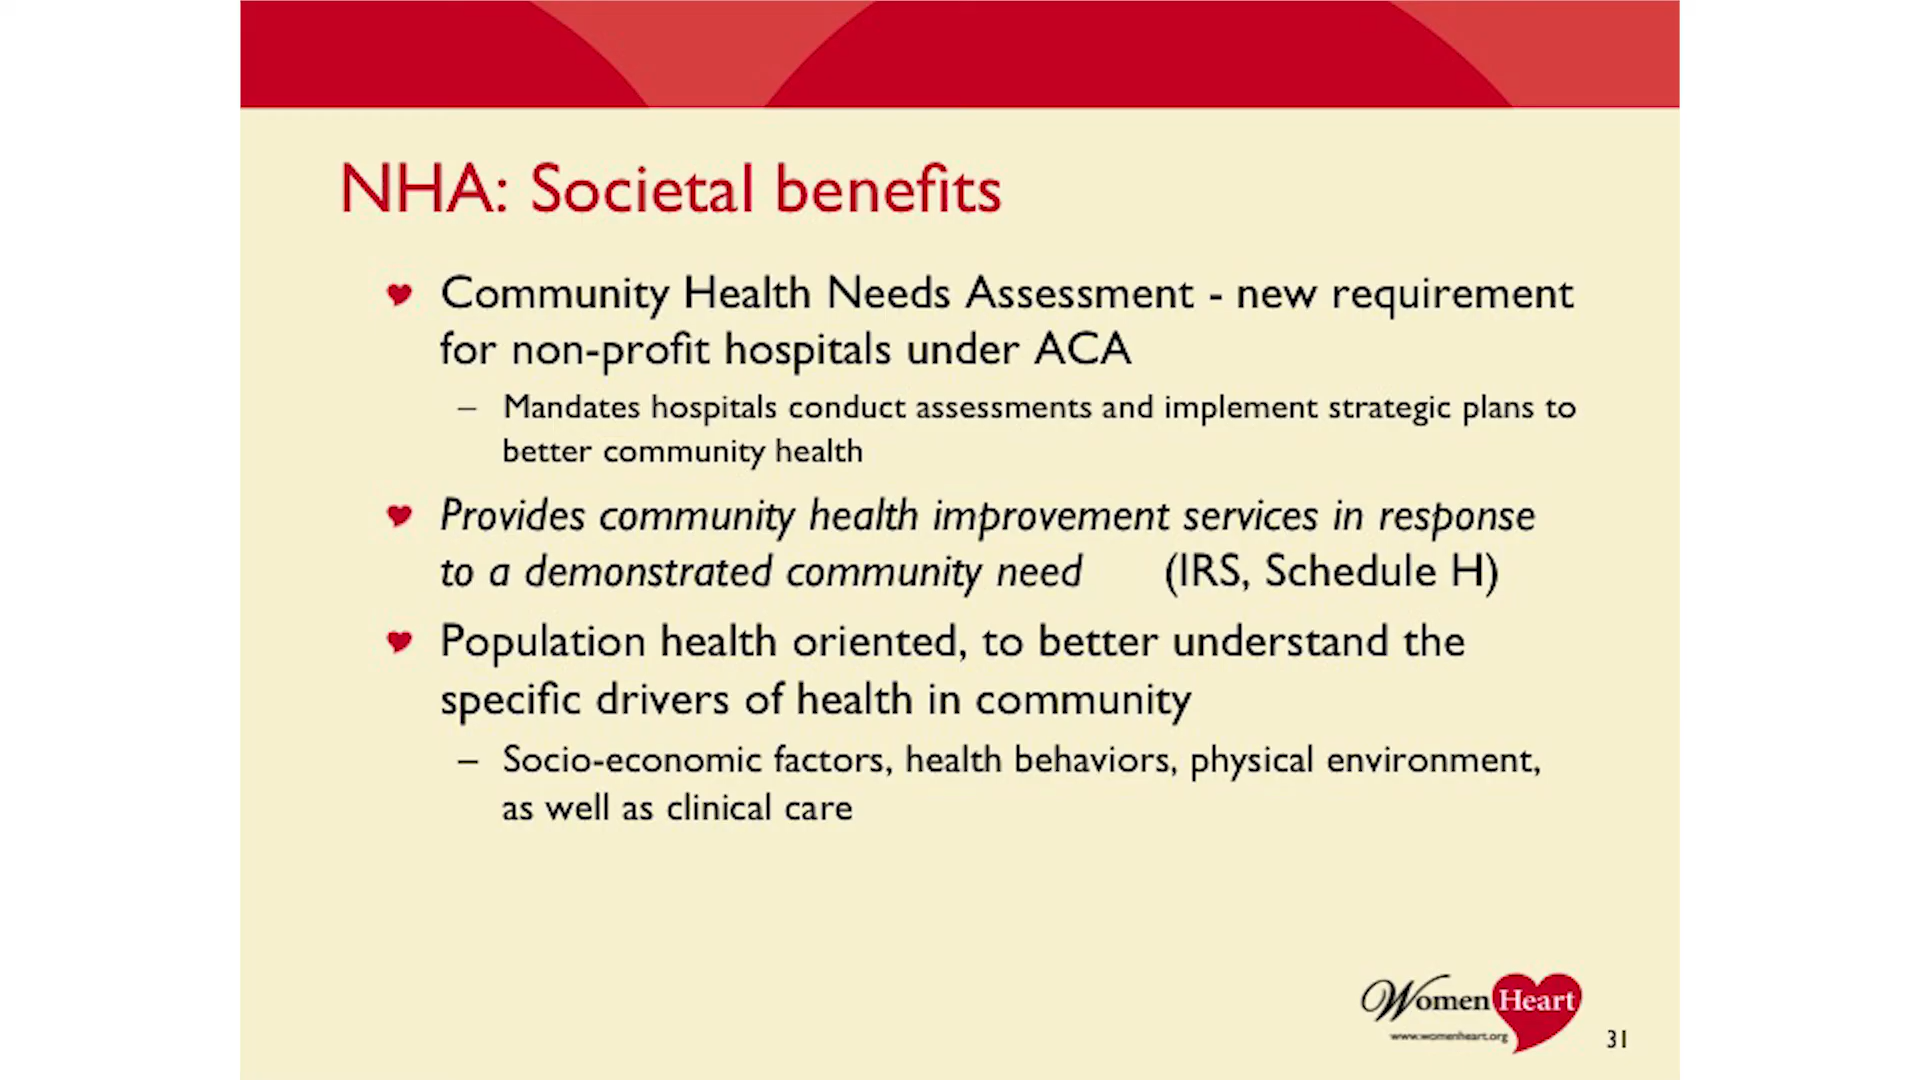 NHA: Societal benefits
Community Health Needs Assessment - new requirement
for non-profit hospitals under ACA
– Mandates hospitals conduct assessments and implement strategic plans to
better community health
Provides community health improvement services in response
to a demonstrated community need (IRS, Schedule H)
Population health oriented, to better understand the
specific drivers of health in community
– Socio-economic factors, health behaviors, physical environment,
as well as clinical care
WomenHeart
www.womenheart.org
31